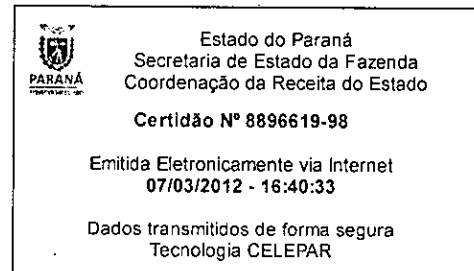 Estado do Paraná
Secretaria de Estado da Fazenda
Coordenação da Receita do Estado
PARANÁ
Certidão Nº 8896619-98
Emitida Eletronicamente via Internet
07/03/2012 - 16:40:33
Dados transmitidos de forma segura
Tecnologia CELEPAR